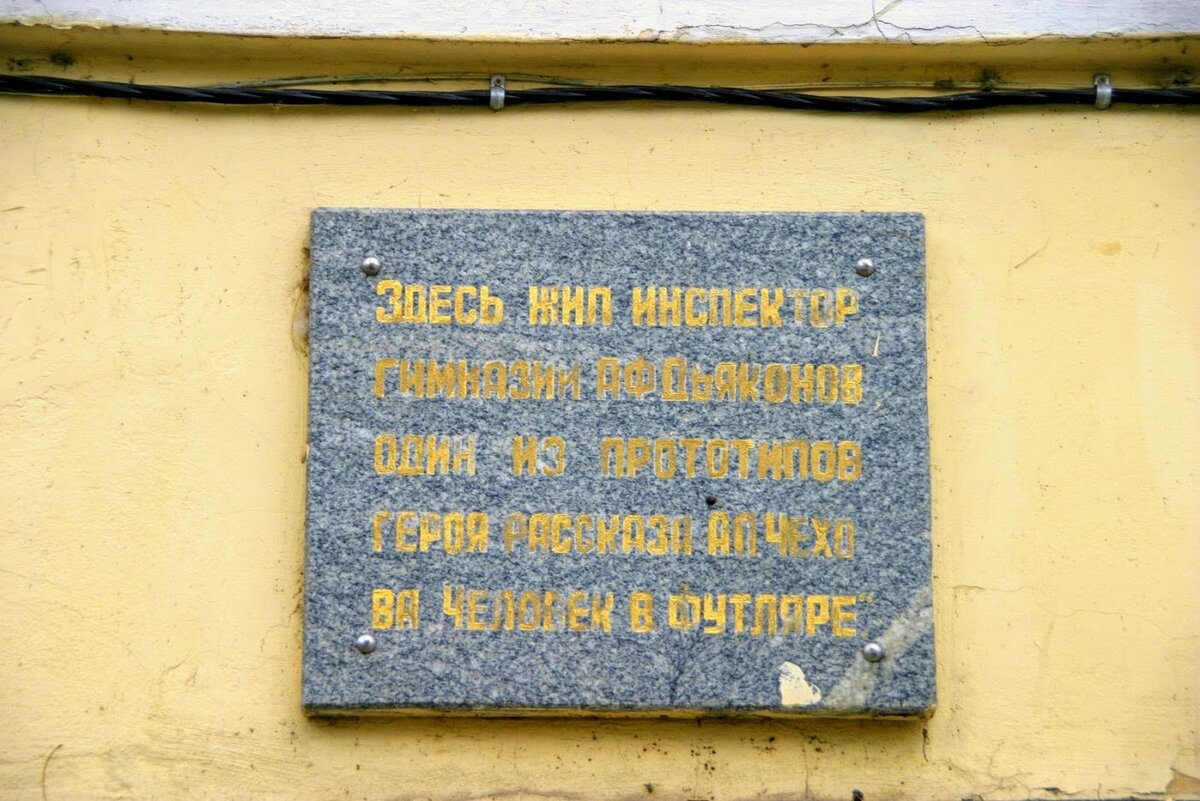 ЗДЕСЬ ЖИЛ ИНСПЕКТОР
ГИМНАЗИИ А.Ф.ДЬЯКОНОВ,
ОДИН ИЗ ПРОТОТИПОВ
ГЕРОЯ РАССКАЗА А.П.ЧЕХО
ВА "ЧЕЛОВЕК В ФУТЛЯРЕ"